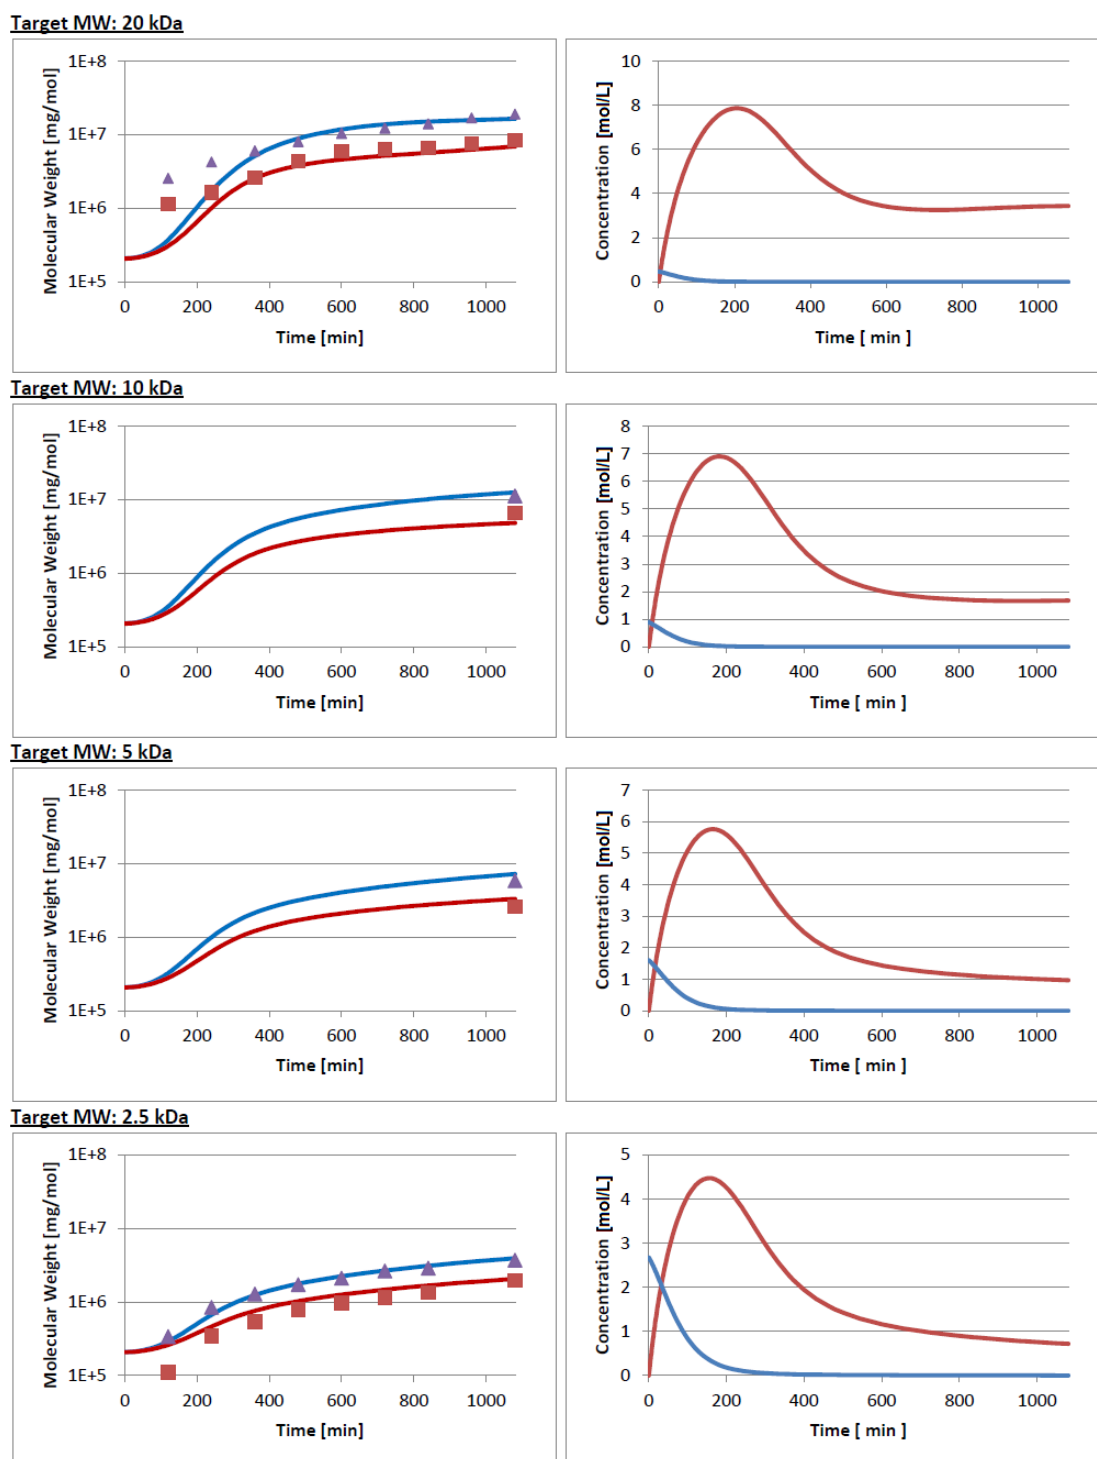 Target MW: 20 kDa
Molecular Weight [mg/mol]
1E+8
1E+7
1E+6
1E+5
0 200 400 600 800 1000
Time [min]
Concentration [mol/L]
10
8
6
4
2
0
0 200 400 600 800 1000
Time [ min ]
Target MW: 10 kDa
Molecular Weight [mg/mol]
1E+8
1E+7
1E+6
1E+5
0 200 400 600 800 1000
Time [min]
Concentration [mol/L]
8
7
6
5
4
3
2
1
0
0 200 400 600 800 1000
Time [ min ]
Target MW: 5 kDa
Molecular Weight [mg/mol]
1E+8
1E+7
1E+6
1E+5
0 200 400 600 800 1000
Time [min]
Concentration [mol/L]
7
6
5
4
3
2
1
0
0 200 400 600 800 1000
Time [ min ]
Target MW: 2.5 kDa
Molecular Weight [mg/mol]
1E+8
1E+7
1E+6
1E+5
0 200 400 600 800 1000
Time [min]
Concentration [mol/L]
5
4
3
2
1
0
0 200 400 600 800 1000
Time [ min ]